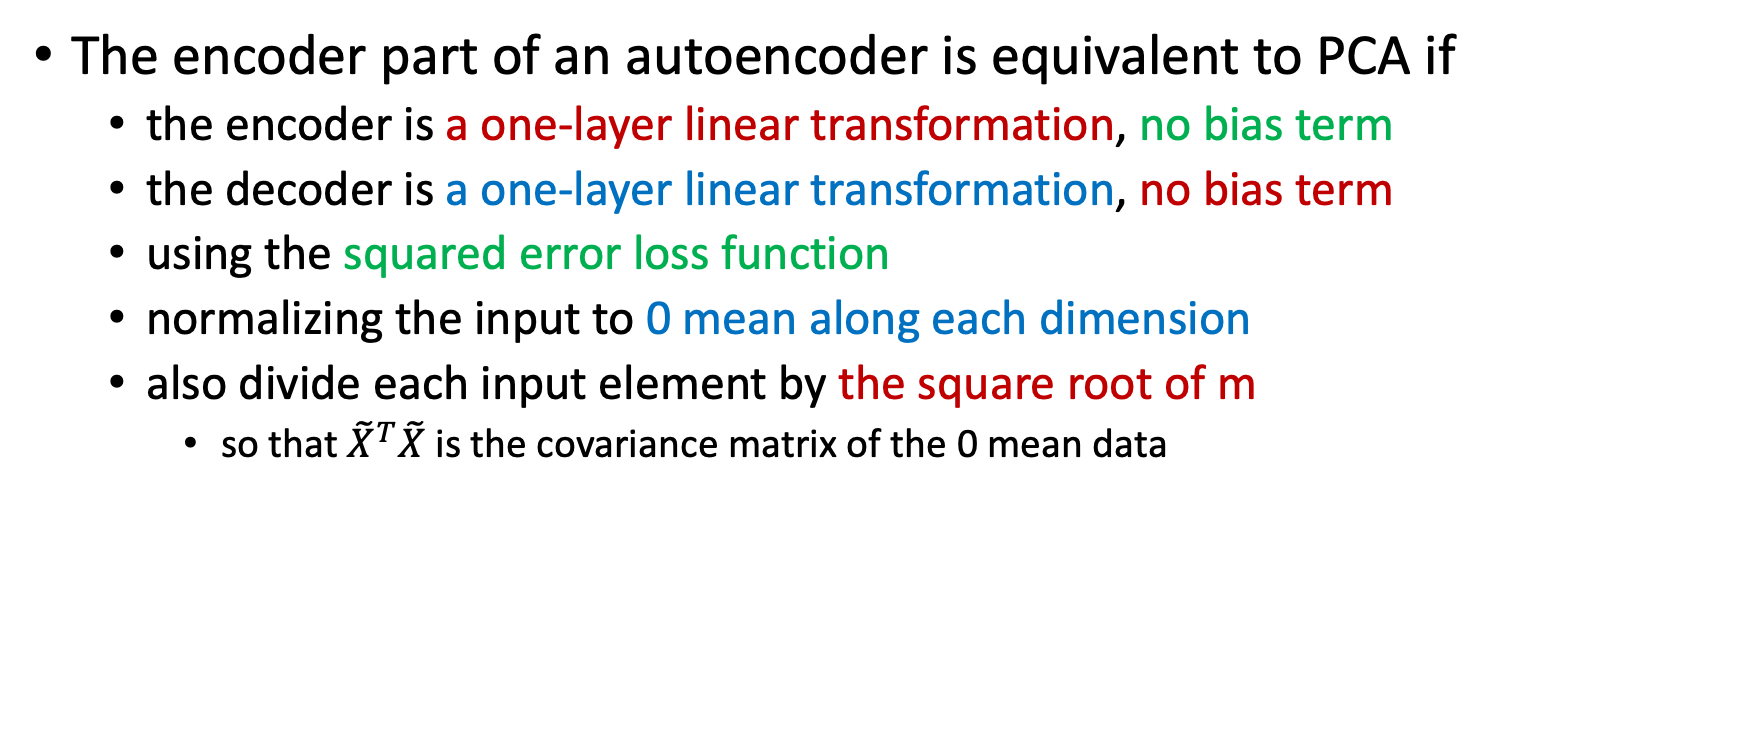 • The encoder part of an autoencoder is equivalent to PCA if
• the encoder is a one-layer linear transformation, no bias term
• the decoder is a one-layer linear transformation, no bias term
• using the squared error loss function
• normalizing the input to 0 mean along each dimension
• also divide each input element by the square root of m
• so that X̃ᵀX̃ is the covariance matrix of the 0 mean data